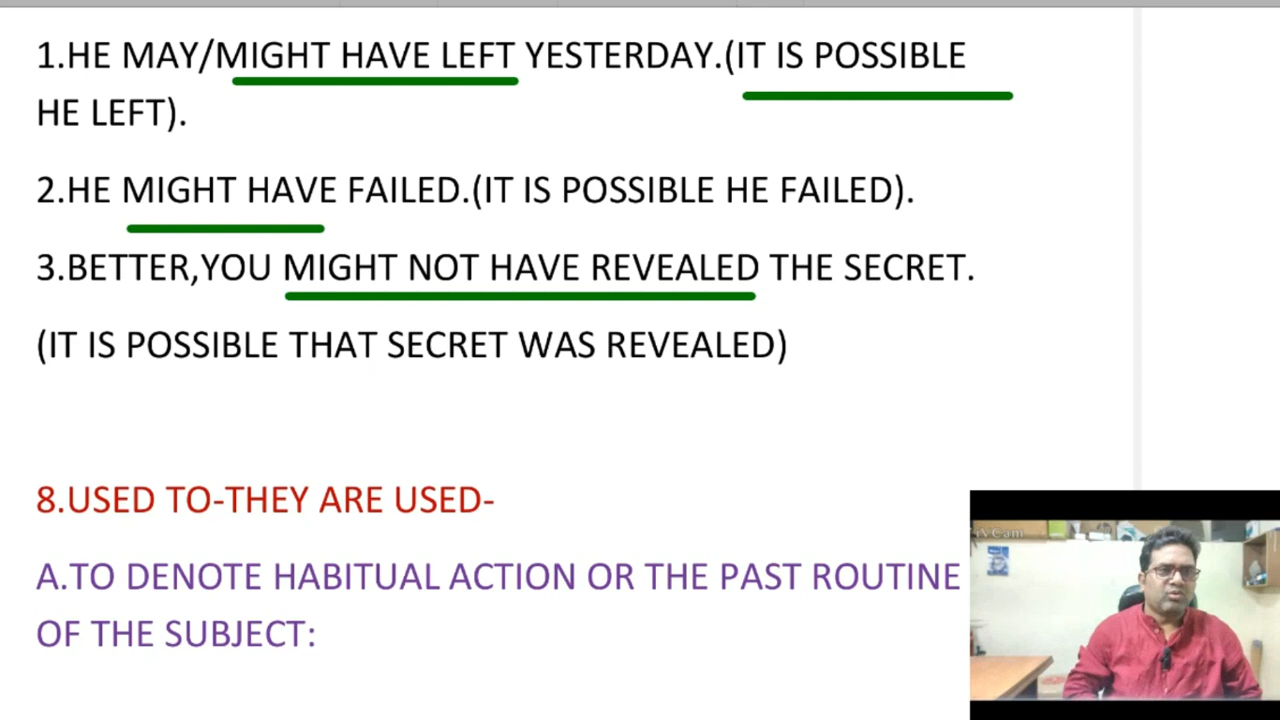 1.HE MAY/MIGHT HAVE LEFT YESTERDAY.(IT IS POSSIBLE
HE LEFT).
2.HE MIGHT HAVE FAILED.(IT IS POSSIBLE HE FAILED).
3.BETTER,YOU MIGHT NOT HAVE REVEALED THE SECRET.
(IT IS POSSIBLE THAT SECRET WAS REVEALED)
8.USED TO-THEY ARE USED-
A.TO DENOTE HABITUAL ACTION OR THE PAST ROUTINE
OF THE SUBJECT:
iVCam